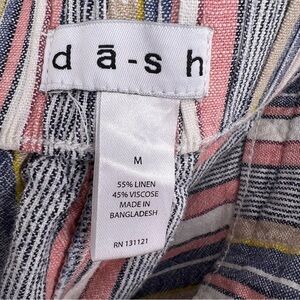 dā-sh
M
55% LINEN
45% VISCOSE
MADE IN
BANGLADESH
RN 131121